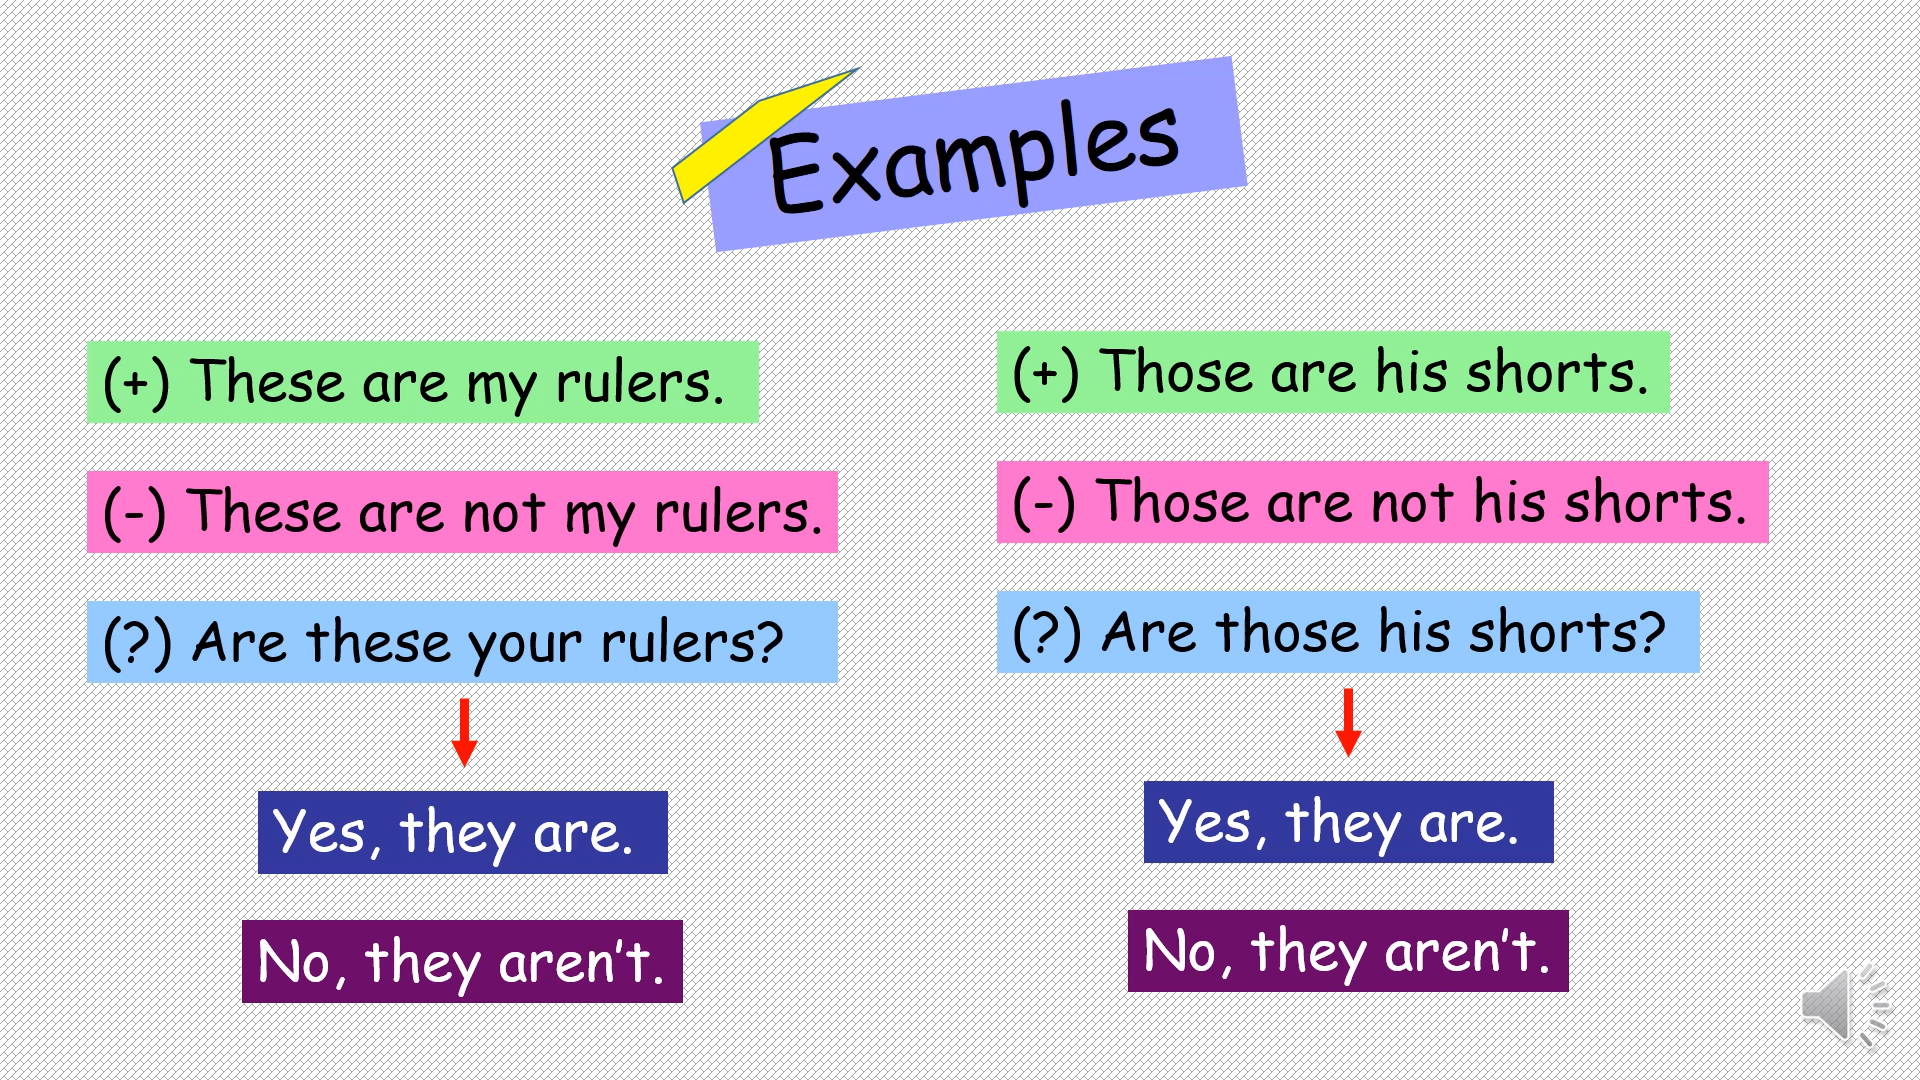 Examples
(+) These are my rulers.
(-) These are not my rulers.
(?) Are these your rulers?
Yes, they are.
No, they aren't.
(+) Those are his shorts.
(-) Those are not his shorts.
(?) Are those his shorts?
Yes, they are.
No, they aren't.